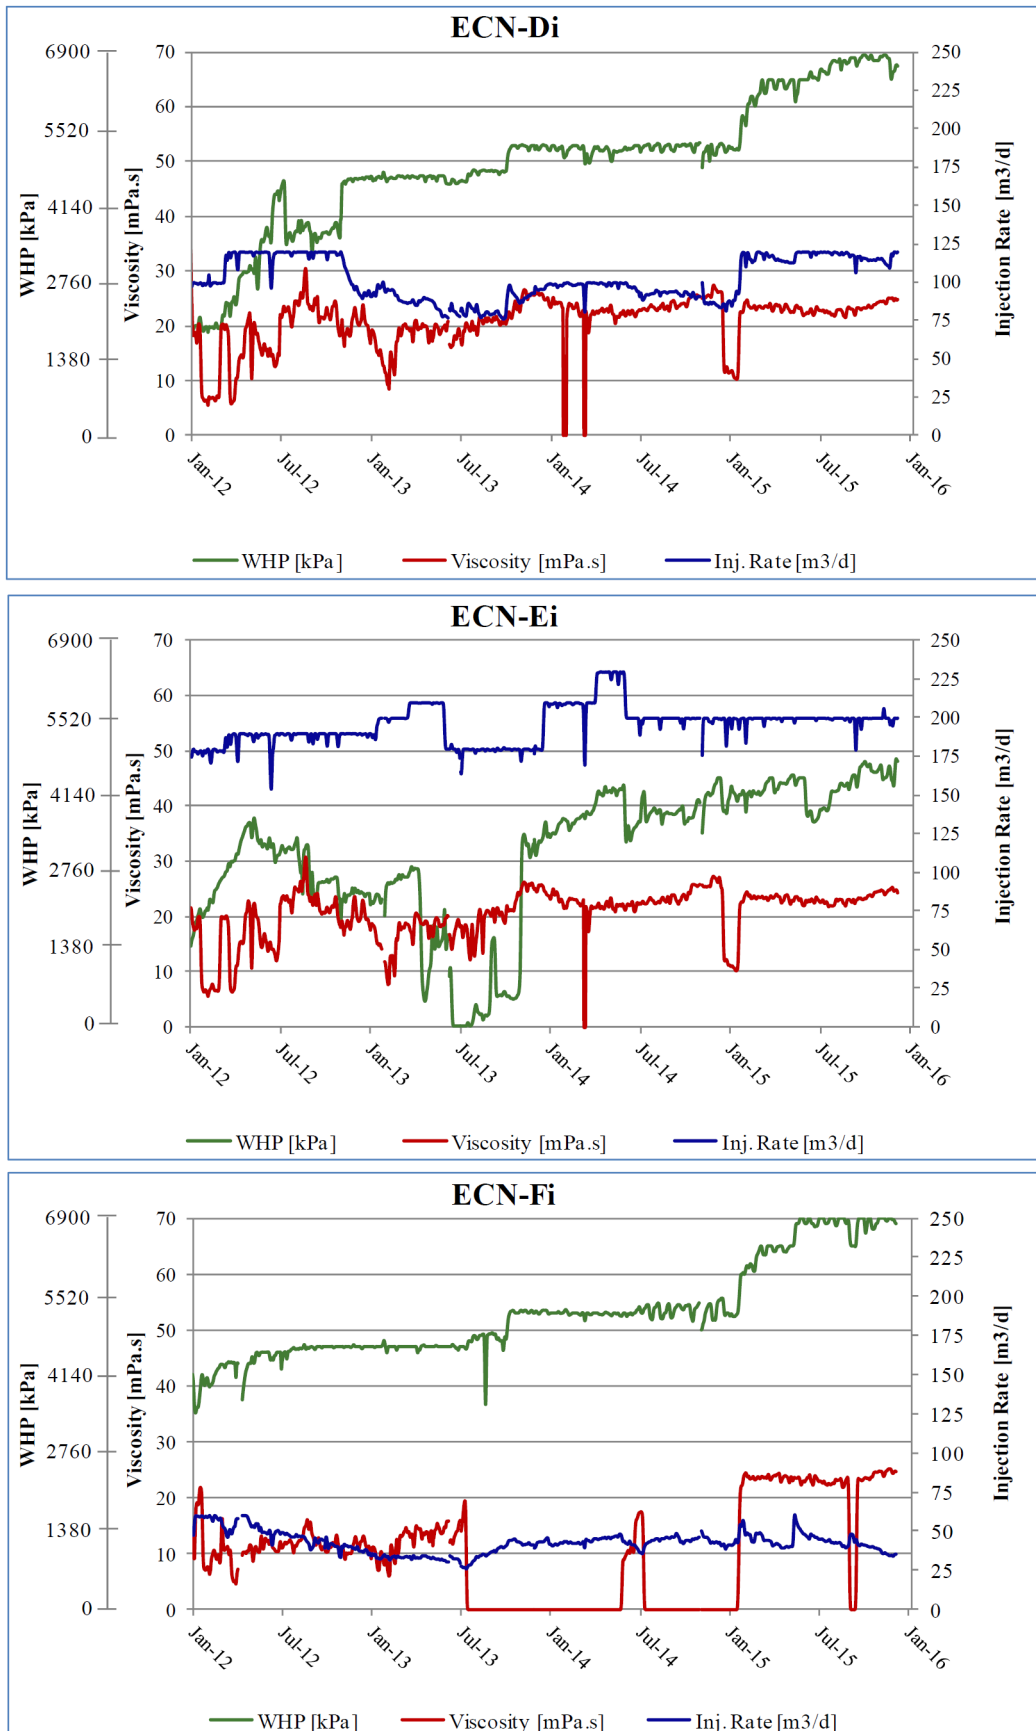 ECN-Di
6900 70 250
60 225
5520 200
50 175
4140 40 150
125
2760 30 100
20 75
1380 50
10 25
0 0 0
WHP [kPa]
Viscosity [mPa.s]
Injection Rate [m3/d]
Jan-12 Jul-12 Jan-13 Jul-13 Jan-14 Jul-14 Jan-15 Jul-15 Jan-16
WHP [kPa] Viscosity [mPa.s] Inj. Rate [m3/d]
ECN-Ei
6900 70 250
60 225
5520 200
50 175
4140 40 150
125
2760 30 100
20 75
1380 50
10 25
0 0 0
WHP [kPa]
Viscosity [mPa.s]
Injection Rate [m3/d]
Jan-12 Jul-12 Jan-13 Jul-13 Jan-14 Jul-14 Jan-15 Jul-15 Jan-16
WHP [kPa] Viscosity [mPa.s] Inj. Rate [m3/d]
ECN-Fi
6900 70 250
60 225
5520 200
50 175
4140 40 150
125
2760 30 100
20 75
1380 50
10 25
0 0 0
WHP [kPa]
Viscosity [mPa.s]
Injection Rate [m3/d]
Jan-12 Jul-12 Jan-13 Jul-13 Jan-14 Jul-14 Jan-15 Jul-15 Jan-16
WHP [kPa] Viscosity [mPa.s] Inj. Rate [m3/d]